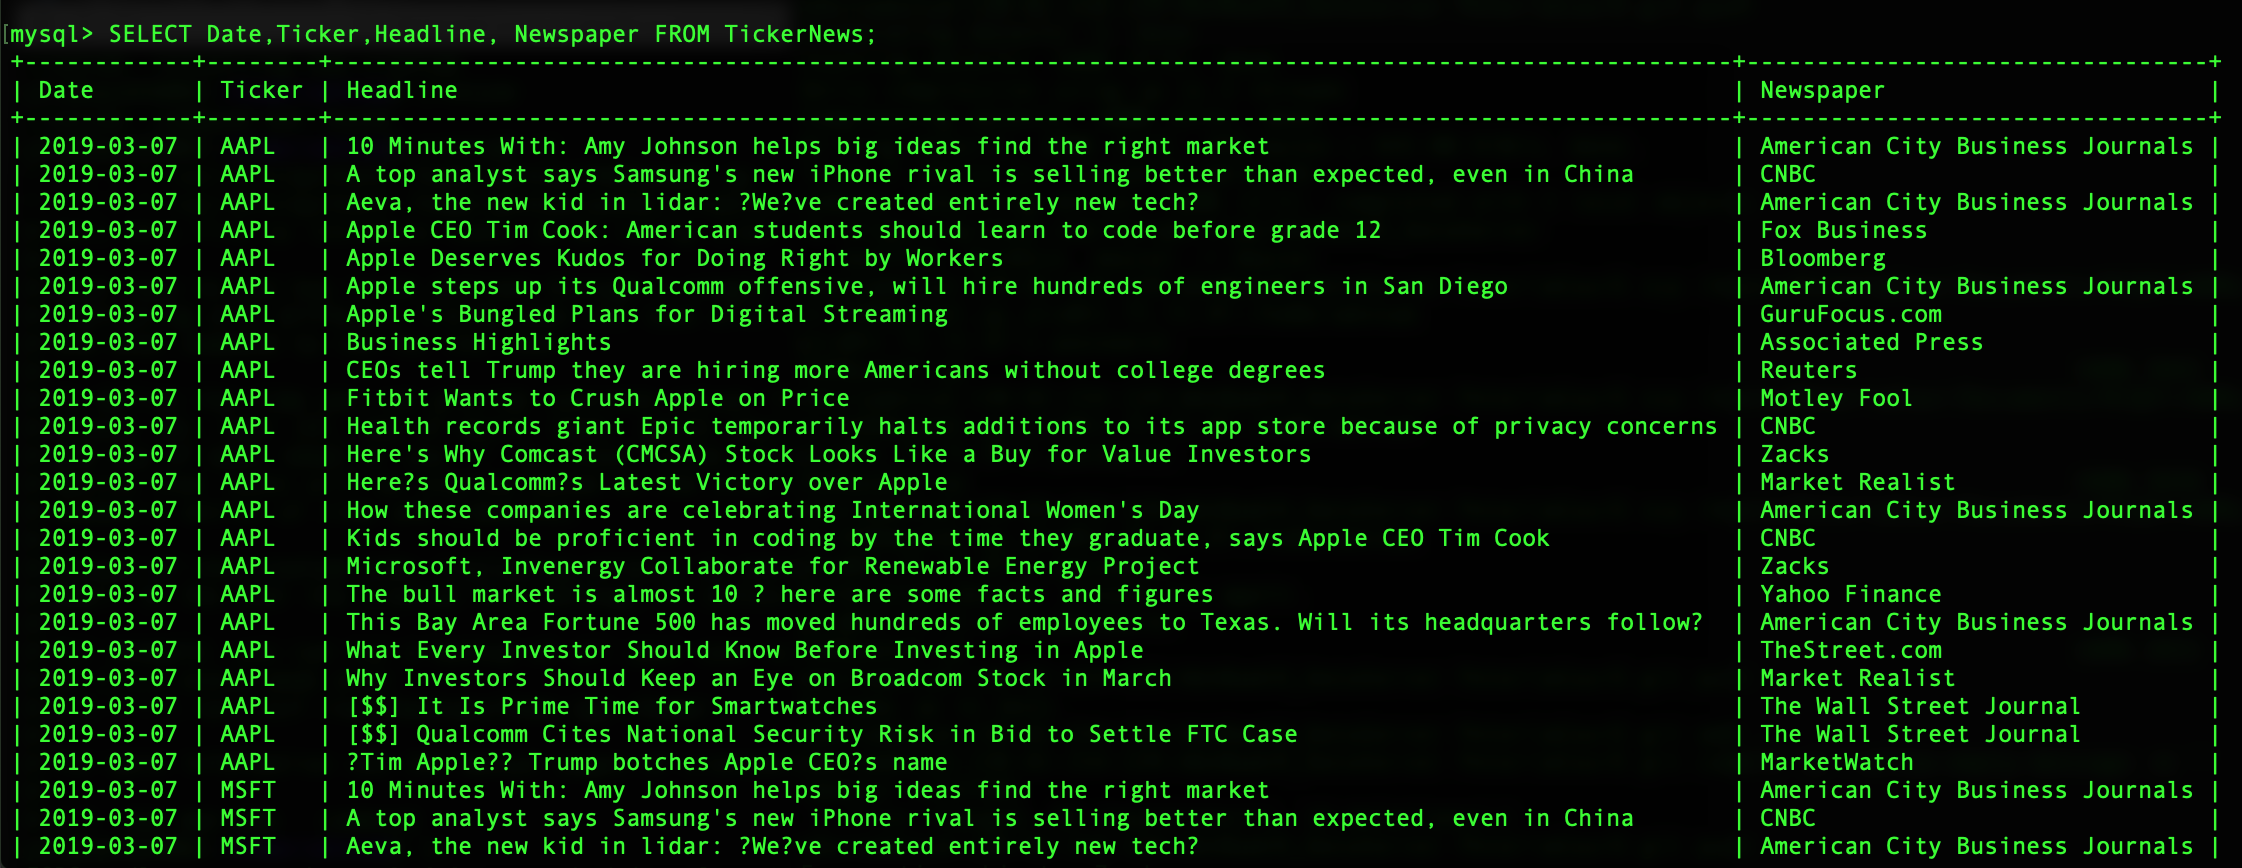 [mysql> SELECT Date,Ticker,Headline, Newspaper FROM TickerNews;
+------------+--------+----------------------------------------------------------------------------------------------------+---------------------------------+
| Date       | Ticker | Headline                                                                                           | Newspaper                       |
+------------+--------+----------------------------------------------------------------------------------------------------+---------------------------------+
| 2019-03-07 | AAPL   | 10 Minutes With: Amy Johnson helps big ideas find the right market                                 | American City Business Journals |
| 2019-03-07 | AAPL   | A top analyst says Samsung's new iPhone rival is selling better than expected, even in China       | CNBC                            |
| 2019-03-07 | AAPL   | Aeva, the new kid in lidar: ?We?ve created entirely new tech?                                      | American City Business Journals |
| 2019-03-07 | AAPL   | Apple CEO Tim Cook: American students should learn to code before grade 12                         | Fox Business                    |
| 2019-03-07 | AAPL   | Apple Deserves Kudos for Doing Right by Workers                                                    | Bloomberg                       |
| 2019-03-07 | AAPL   | Apple steps up its Qualcomm offensive, will hire hundreds of engineers in San Diego                | American City Business Journals |
| 2019-03-07 | AAPL   | Apple's Bungled Plans for Digital Streaming                                                        | GuruFocus.com                   |
| 2019-03-07 | AAPL   | Business Highlights                                                                                | Associated Press                |
| 2019-03-07 | AAPL   | CEOs tell Trump they are hiring more Americans without college degrees                             | Reuters                         |
| 2019-03-07 | AAPL   | Fitbit Wants to Crush Apple on Price                                                               | Motley Fool                     |
| 2019-03-07 | AAPL   | Health records giant Epic temporarily halts additions to its app store because of privacy concerns | CNBC                            |
| 2019-03-07 | AAPL   | Here's Why Comcast (CMCSA) Stock Looks Like a Buy for Value Investors                              | Zacks                           |
| 2019-03-07 | AAPL   | Here?s Qualcomm?s Latest Victory over Apple                                                        | Market Realist                  |
| 2019-03-07 | AAPL   | How these companies are celebrating International Women's Day                                      | American City Business Journals |
| 2019-03-07 | AAPL   | Kids should be proficient in coding by the time they graduate, says Apple CEO Tim Cook             | CNBC                            |
| 2019-03-07 | AAPL   | Microsoft, Invenergy Collaborate for Renewable Energy Project                                      | Zacks                           |
| 2019-03-07 | AAPL   | The bull market is almost 10 ? here are some facts and figures                                     | Yahoo Finance                   |
| 2019-03-07 | AAPL   | This Bay Area Fortune 500 has moved hundreds of employees to Texas. Will its headquarters follow?  | American City Business Journals |
| 2019-03-07 | AAPL   | What Every Investor Should Know Before Investing in Apple                                          | TheStreet.com                   |
| 2019-03-07 | AAPL   | Why Investors Should Keep an Eye on Broadcom Stock in March                                        | Market Realist                  |
| 2019-03-07 | AAPL   | [$$] It Is Prime Time for Smartwatches                                                             | The Wall Street Journal         |
| 2019-03-07 | AAPL   | [$$] Qualcomm Cites National Security Risk in Bid to Settle FTC Case                               | The Wall Street Journal         |
| 2019-03-07 | AAPL   | ?Tim Apple?? Trump botches Apple CEO?s name                                                        | MarketWatch                     |
| 2019-03-07 | MSFT   | 10 Minutes With: Amy Johnson helps big ideas find the right market                                 | American City Business Journals |
| 2019-03-07 | MSFT   | A top analyst says Samsung's new iPhone rival is selling better than expected, even in China       | CNBC                            |
| 2019-03-07 | MSFT   | Aeva, the new kid in lidar: ?We?ve created entirely new tech?                                      | American City Business Journals |